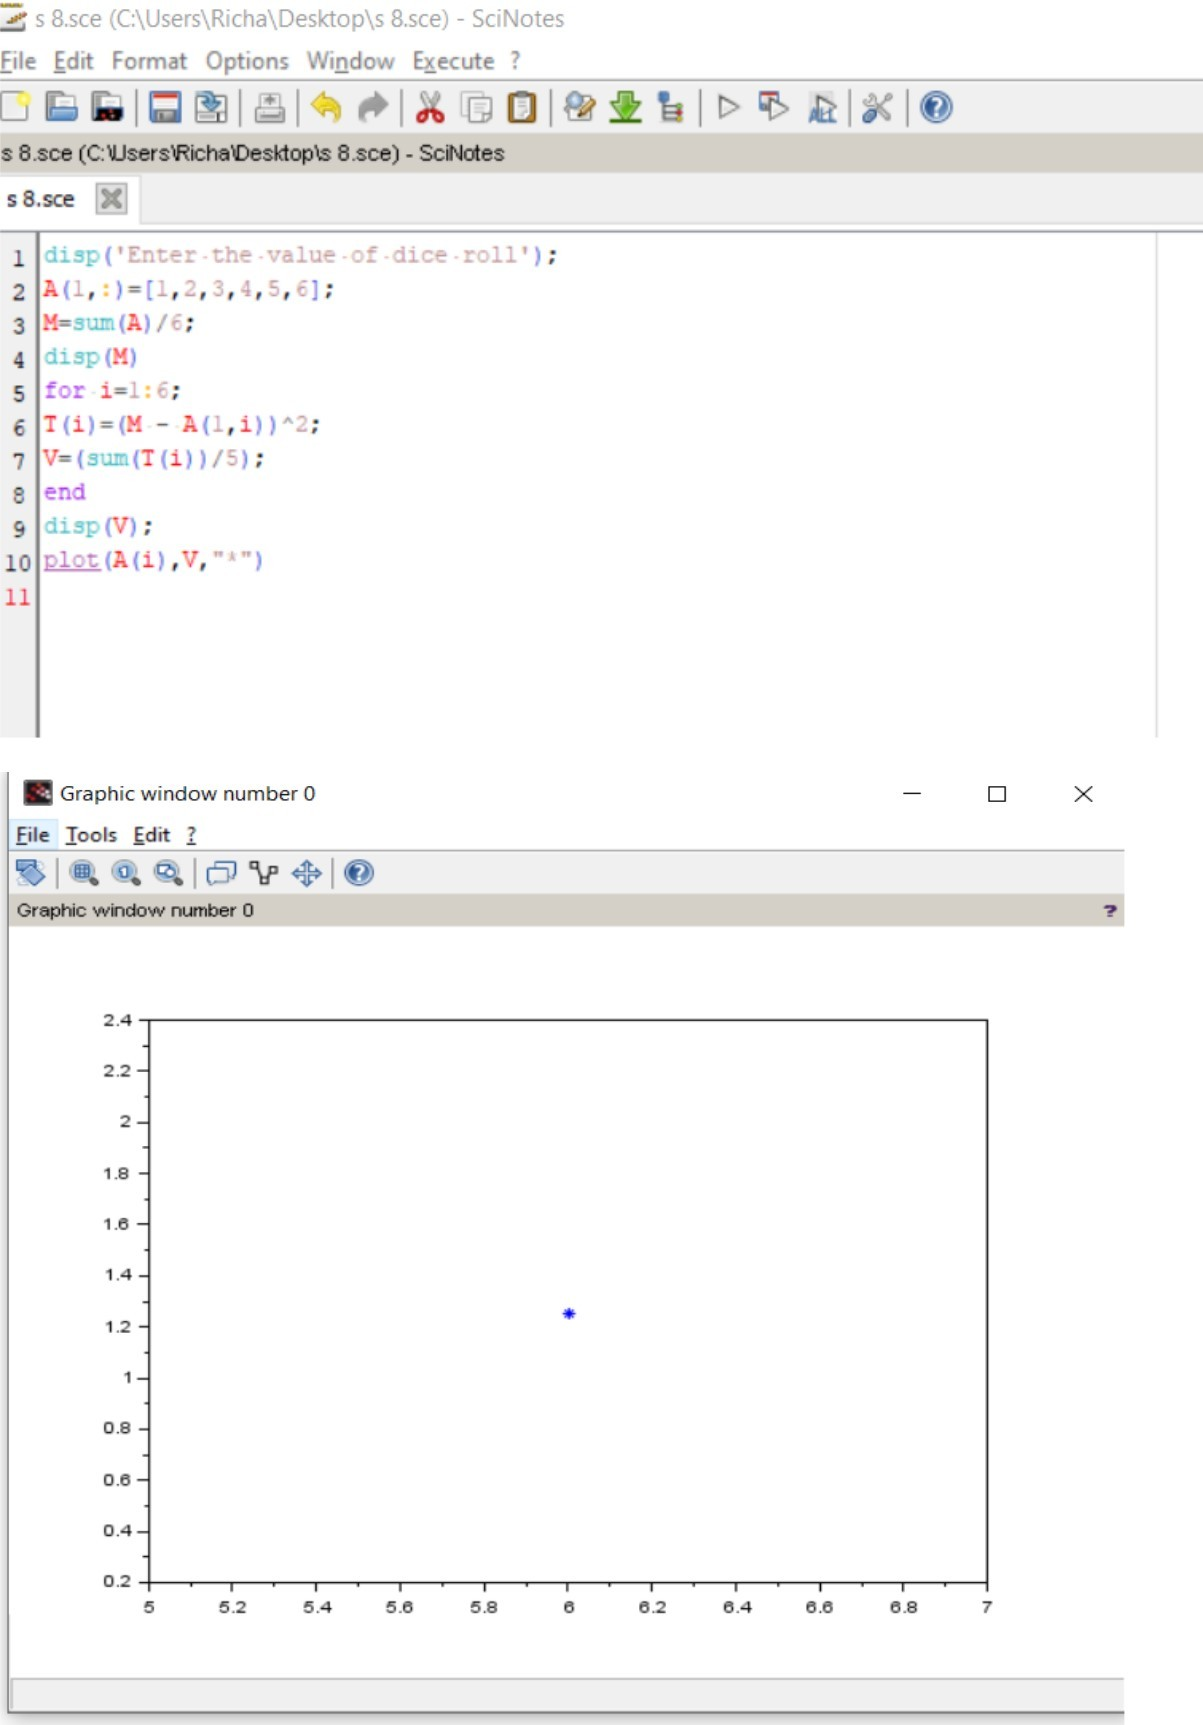 s 8.sce (C:\Users\Richa\Desktop\s 8.sce) - SciNotes
File Edit Format Options Window Execute ?
s 8.sce (C:\Users\Richa\Desktop\s 8.sce) - SciNotes
s 8.sce
1 disp('Enter the value of dice roll');
2 A(1,:)=[1,2,3,4,5,6];
3 M=sum(A)/6;
4 disp(M)
5 for i=1:6;
6 T(i)=(M - A(1,i))^2;
7 V=(sum(T(i))/5);
8 end
9 disp(V);
10 plot(A(i),V,"*")
11
Graphic window number 0
File Tools Edit ?
Graphic window number 0 ?
2.4
2.2
2
1.8
1.6
1.4
1.2
1
0.8
0.6
0.4
0.2
5 5.2 5.4 5.6 5.8 6 6.2 6.4 6.6 6.8 7